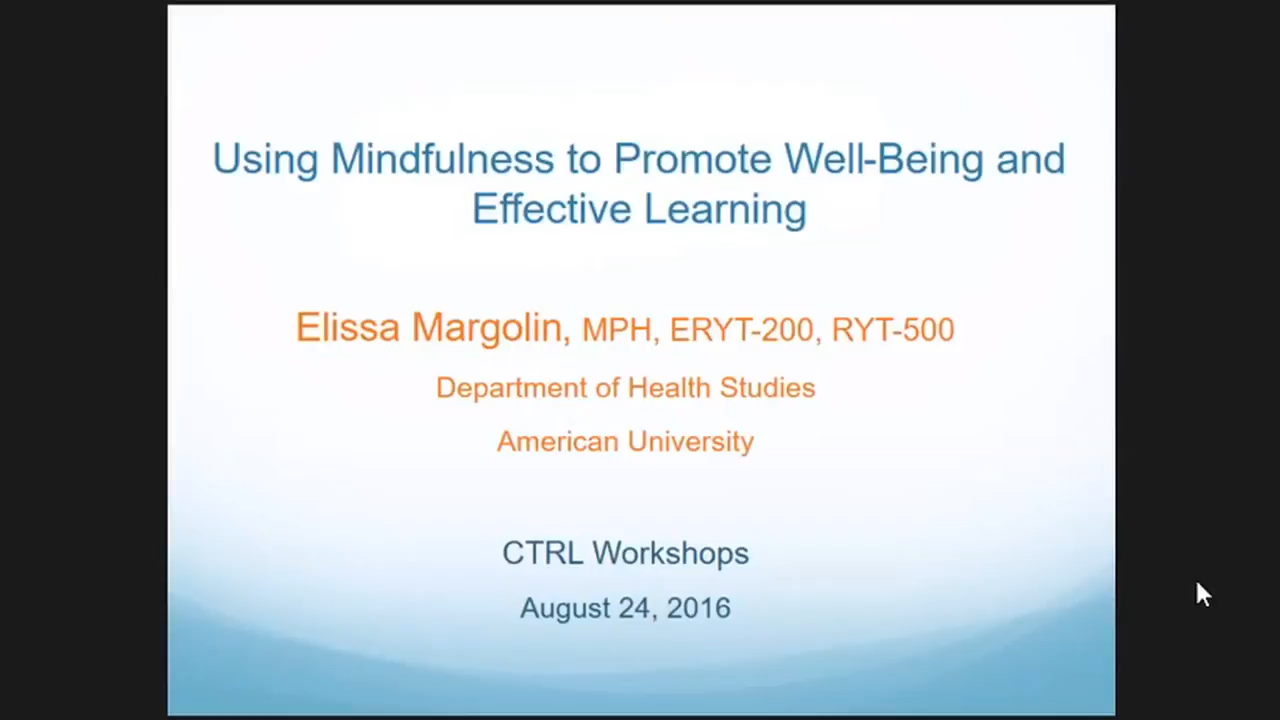 Using Mindfulness to Promote Well-Being and
Effective Learning
Elissa Margolin, MPH, ERYT-200, RYT-500
Department of Health Studies
American University
CTRL Workshops
August 24, 2016